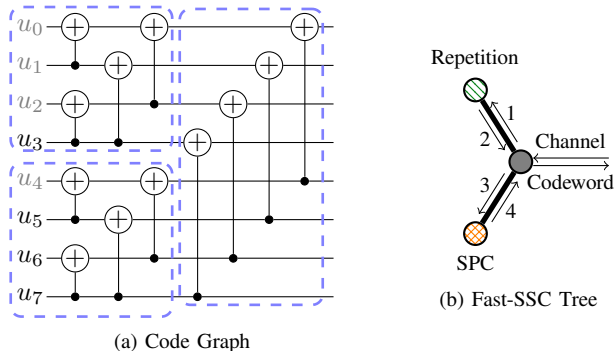 u0
u1
u2
u3
u4
u5
u6
u7
(a) Code Graph
Repetition
1
2
Channel
Codeword
3
4
SPC
(b) Fast-SSC Tree